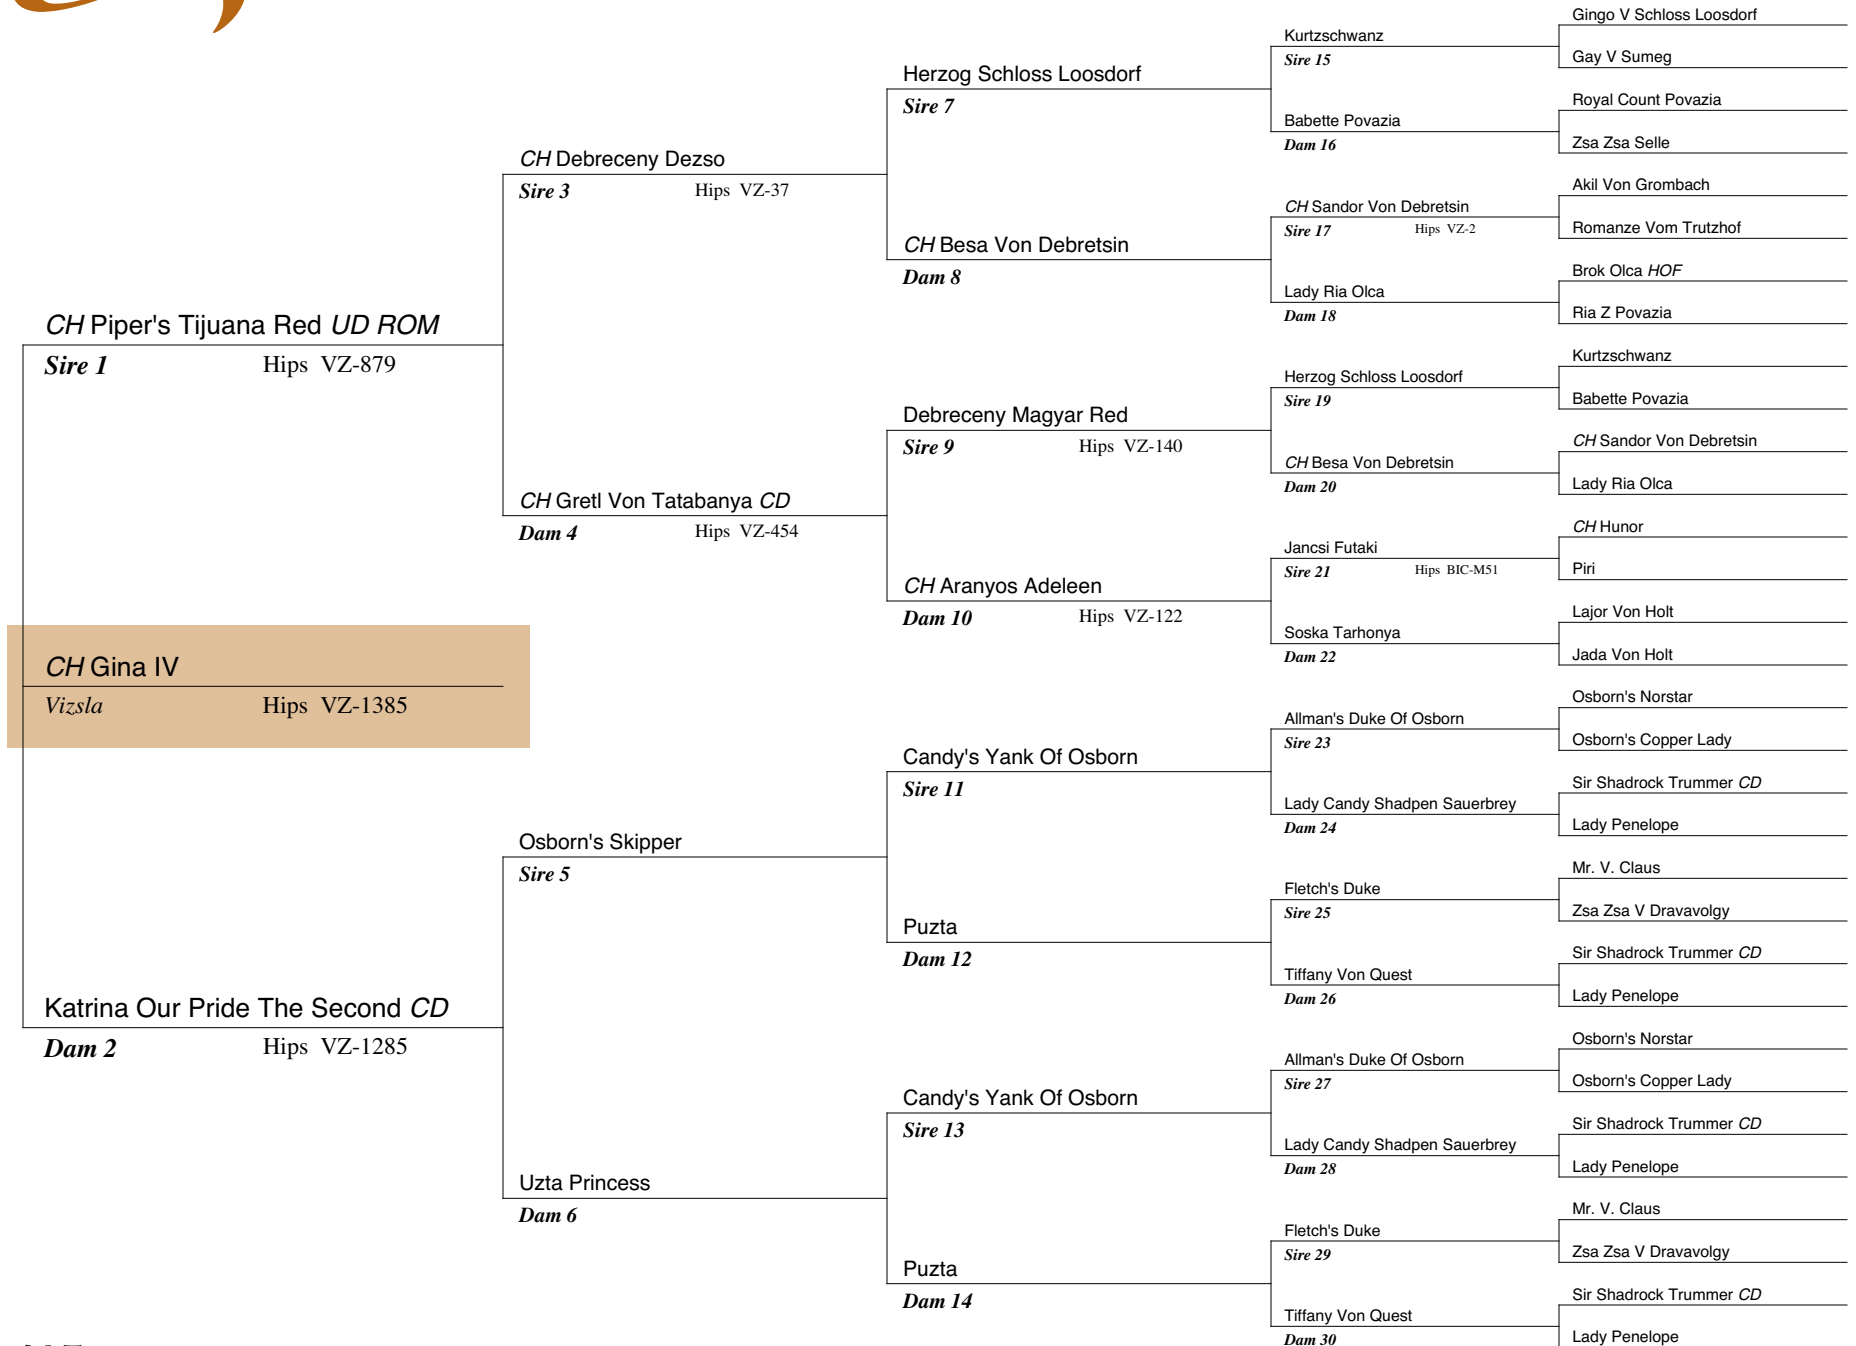 Gingo V Schloss Loosdorf
Kurtzschwanz
Sire 15
Gay V Sumeg
Herzog Schloss Loosdorf
Sire 7
Royal Count Povazia
Babette Povazia
Dam 16
Zsa Zsa Selle
CH Debreceny Dezso
Sire 3 Hips VZ-37
Akil Von Grombach
CH Sandor Von Debretsin
Sire 17 Hips VZ-2
Romanze Vom Trutzhof
CH Besa Von Debretsin
Dam 8
Brok Olca HOF
Lady Ria Olca
Dam 18
Ria Z Povazia
CH Piper's Tijuana Red UD ROM
Sire 1 Hips VZ-879
Kurtzschwanz
Herzog Schloss Loosdorf
Sire 19
Babette Povazia
Debreceny Magyar Red
Sire 9 Hips VZ-140
CH Sandor Von Debretsin
CH Besa Von Debretsin
Dam 20
Lady Ria Olca
CH Gretl Von Tatabanya CD
Dam 4 Hips VZ-454
CH Hunor
Jancsi Futaki
Sire 21 Hips BIC-M51
Piri
CH Aranyos Adeleen
Dam 10 Hips VZ-122
Lajor Von Holt
Soska Tarhonya
Dam 22
Jada Von Holt
CH Gina IV
Vizsla Hips VZ-1385
Osborn's Norstar
Allman's Duke Of Osborn
Sire 23
Osborn's Copper Lady
Candy's Yank Of Osborn
Sire 11
Sir Shadrock Trummer CD
Lady Candy Shadpen Sauerbrey
Dam 24
Lady Penelope
Osborn's Skipper
Sire 5
Mr. V. Claus
Fletch's Duke
Sire 25
Zsa Zsa V Dravavolgy
Puzta
Dam 12
Sir Shadrock Trummer CD
Tiffany Von Quest
Dam 26
Lady Penelope
Katrina Our Pride The Second CD
Dam 2 Hips VZ-1285
Osborn's Norstar
Allman's Duke Of Osborn
Sire 27
Osborn's Copper Lady
Candy's Yank Of Osborn
Sire 13
Sir Shadrock Trummer CD
Lady Candy Shadpen Sauerbrey
Dam 28
Lady Penelope
Uzta Princess
Dam 6
Mr. V. Claus
Fletch's Duke
Sire 29
Zsa Zsa V Dravavolgy
Puzta
Dam 14
Sir Shadrock Trummer CD
Tiffany Von Quest
Dam 30
Lady Penelope